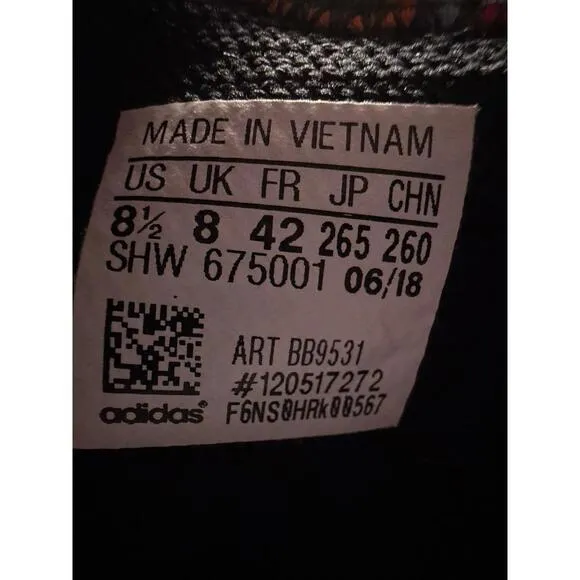 MADE IN VIETNAM
US UK FR JP CHN
8½ 8 42 265 260
SHW 675001 06/18
ART BB9531
#120517272
F6NS0HRk00567
adidas®